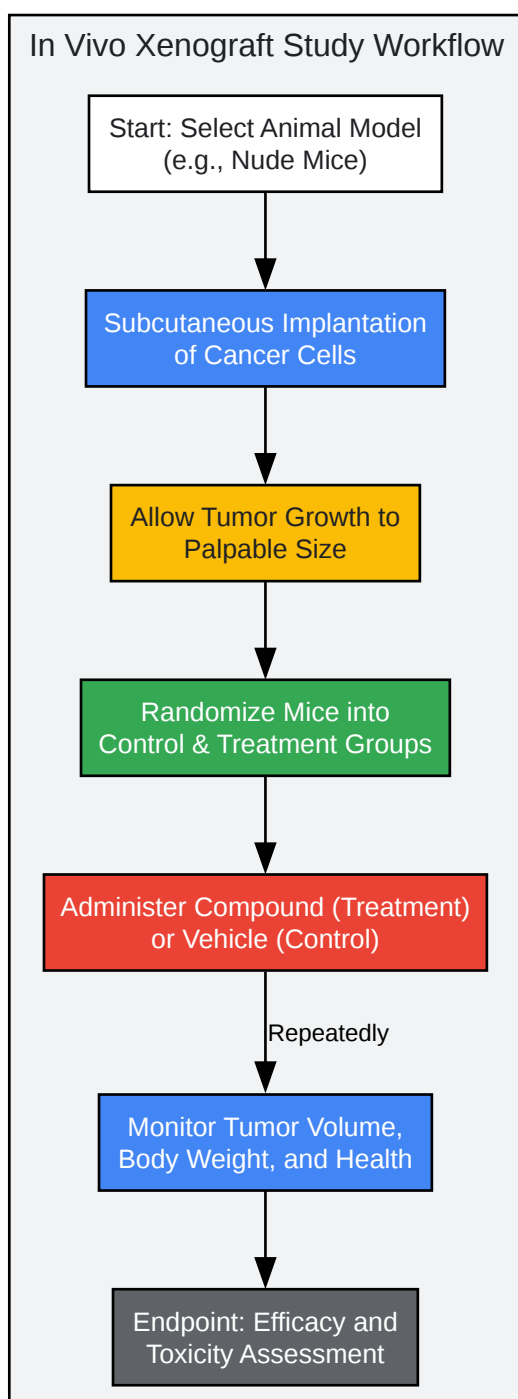 In Vivo Xenograft Study Workflow
Start: Select Animal Model
(e.g., Nude Mice)
Subcutaneous Implantation
of Cancer Cells
Allow Tumor Growth to
Palpable Size
Randomize Mice into
Control & Treatment Groups
Administer Compound (Treatment)
or Vehicle (Control)
Repeatedly
Monitor Tumor Volume,
Body Weight, and Health
Endpoint: Efficacy and
Toxicity Assessment